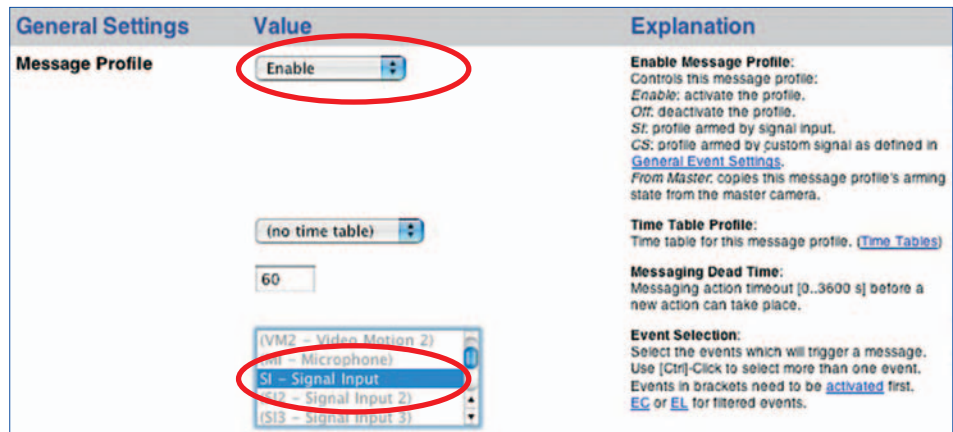 General Settings Value Explanation
Message Profile
Enable
Enable Message Profile:
Controls this message profile:
Enable: activate the profile.
Off: deactivate the profile.
SI: profile armed by signal input.
CS: profile armed by custom signal as defined in
General Event Settings.
From Master: copies this message profile's arming
state from the master camera.
(no time table)
Time Table Profile:
Time table for this message profile. (Time Tables)
60
Messaging Dead Time:
Messaging action timeout [0..3600 s] before a
new action can take place.
(VM2 – Video Motion 2)
(MI – Microphone)
SI – Signal Input
(SI2 – Signal Input 2)
(SI3 – Signal Input 3)
Event Selection:
Select the events which will trigger a message.
Use [Ctrl]-Click to select more than one event.
Events in brackets need to be activated first.
EC or EL for filtered events.